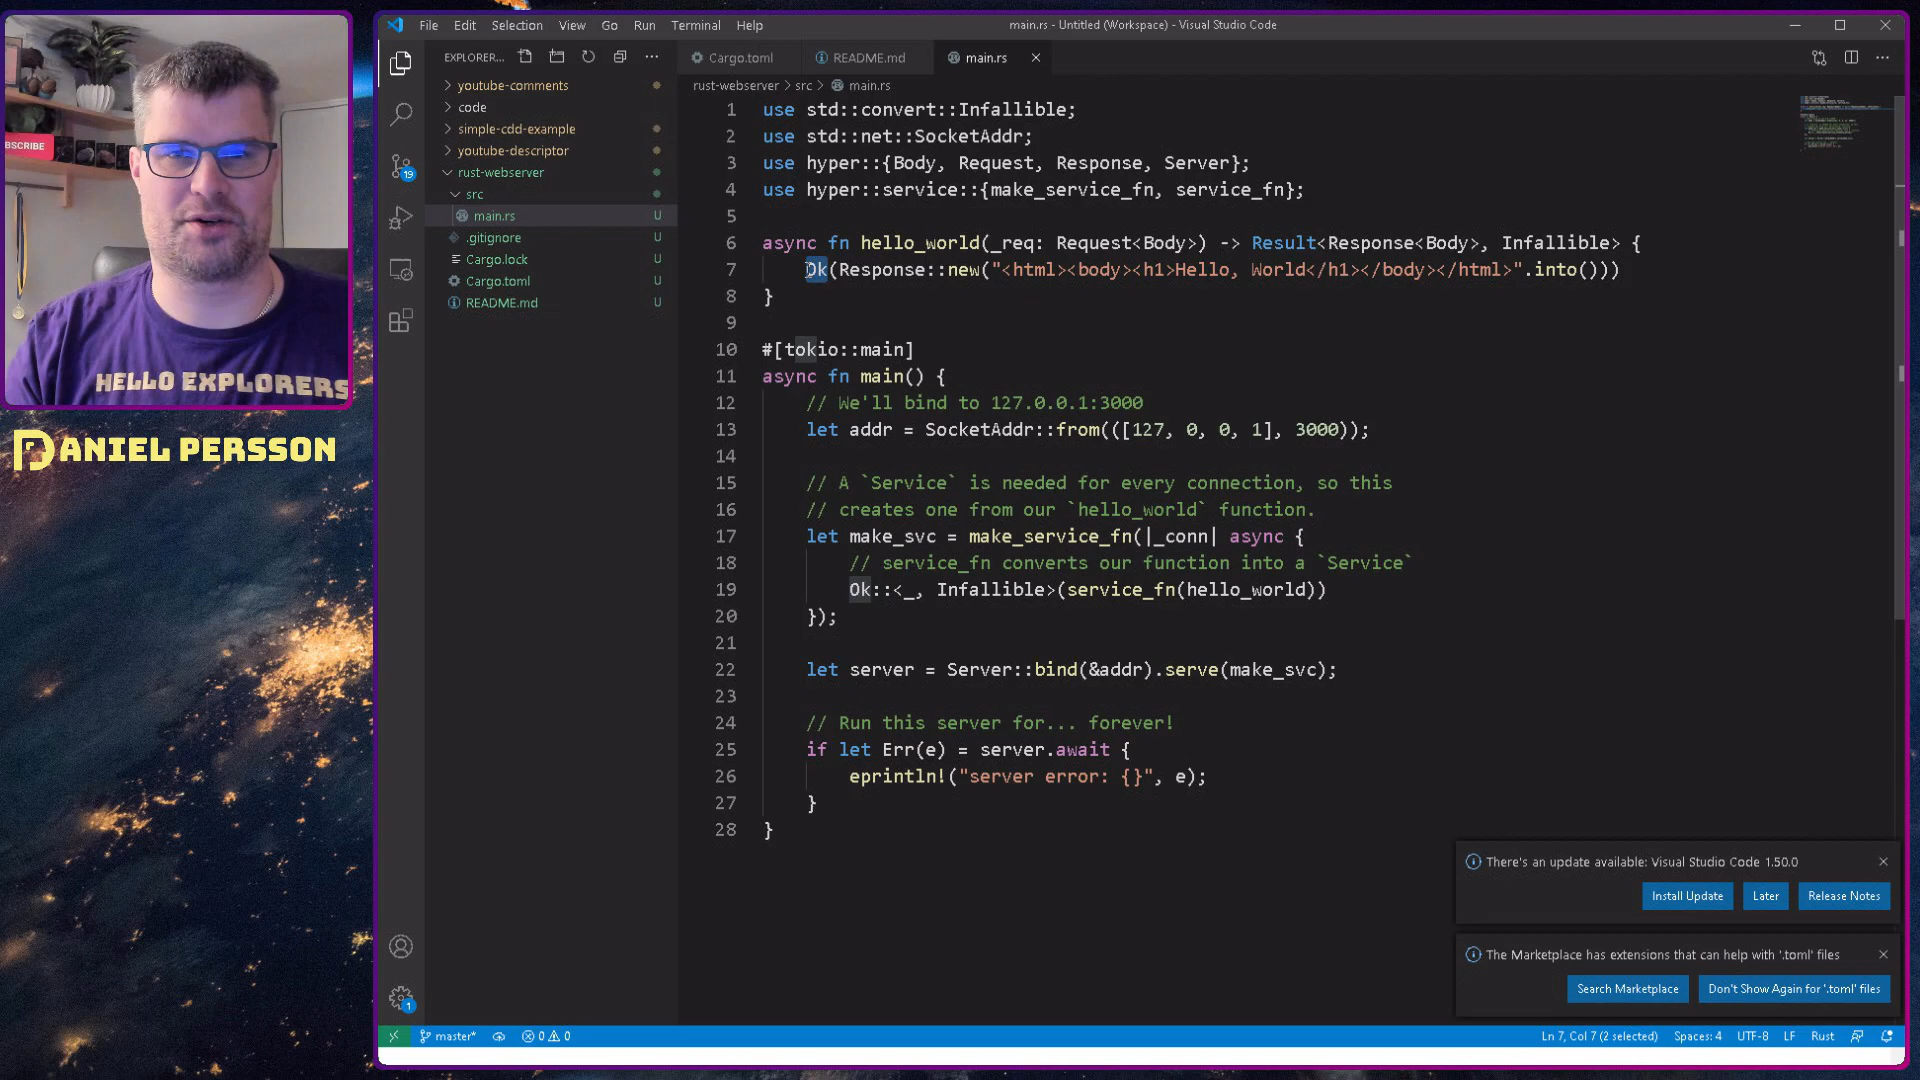 File Edit Selection View Go Run Terminal Help
main.rs - Untitled (Workspace) - Visual Studio Code
EXPLORER...
Cargo.toml
README.md
main.rs
rust-webserver > src > main.rs
youtube-comments
code
simple-cdd-example
youtube-descriptor
rust-webserver
src
main.rs U
.gitignore U
Cargo.lock U
Cargo.toml U
README.md U
19
1
1 use std::convert::Infallible;
2 use std::net::SocketAddr;
3 use hyper::{Body, Request, Response, Server};
4 use hyper::service::{make_service_fn, service_fn};
5
6 async fn hello_world(_req: Request<Body>) -> Result<Response<Body>, Infallible> {
7 Ok(Response::new("<html><body><h1>Hello, World</h1></body></html>".into()))
8 }
9
10 #[tokio::main]
11 async fn main() {
12 // We'll bind to 127.0.0.1:3000
13 let addr = SocketAddr::from(([127, 0, 0, 1], 3000));
14
15 // A `Service` is needed for every connection, so this
16 // creates one from our `hello_world` function.
17 let make_svc = make_service_fn(|_conn| async {
18 // service_fn converts our function into a `Service`
19 Ok::<_, Infallible>(service_fn(hello_world))
20 });
21
22 let server = Server::bind(&addr).serve(make_svc);
23
24 // Run this server for... forever!
25 if let Err(e) = server.await {
26 eprintln!("server error: {}", e);
27 }
28 }
There's an update available: Visual Studio Code 1.50.0
Install Update
Later
Release Notes
The Marketplace has extensions that can help with '.toml' files
Search Marketplace
Don't Show Again for '.toml' files
master*
0 0
Ln 7, Col 7 (2 selected)
Spaces: 4
UTF-8
LF
Rust
SCRIBE
HELLO EXPLORERS
DANIEL PERSSON